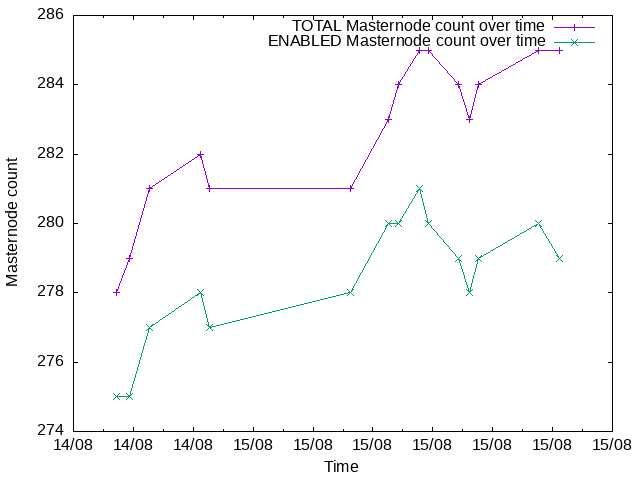 TOTAL Masternode count over time
ENABLED Masternode count over time
286
284
282
280
278
276
274
Masternode count
14/08 14/08 14/08 15/08 15/08 15/08 15/08 15/08 15/08 15/08
Time